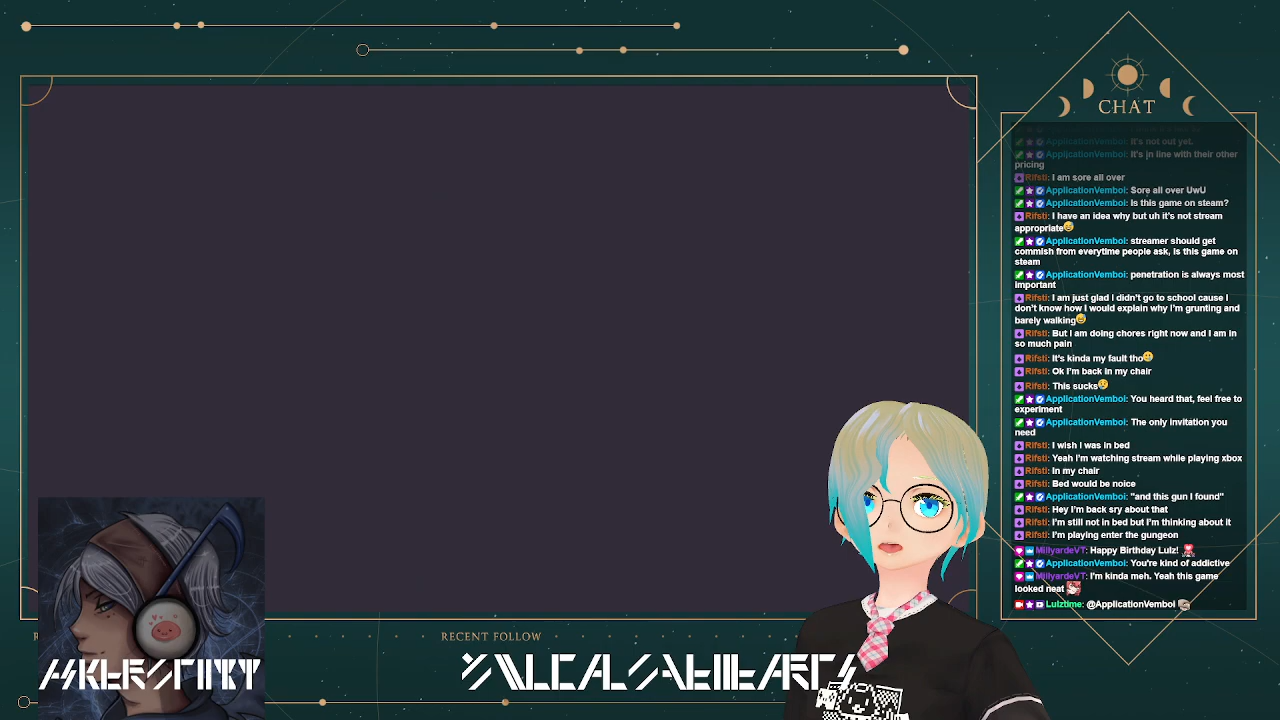 CHAT
ApplicationVemboi: It's not out yet.
ApplicationVemboi: It's in line with their other
pricing
Rifsti: I am sore all over
ApplicationVemboi: Sore all over UwU
ApplicationVemboi: Is this game on steam?
Rifsti: I have an idea why but uh it's not stream
appropriate😅
ApplicationVemboi: streamer should get
commish from everytime people ask, is this game on
steam
ApplicationVemboi: penetration is always most
important
Rifsti: I am just glad I didn't go to school cause I
don't know how I would explain why I'm grunting and
barely walking😅
Rifsti: But I am doing chores right now and I am in
so much pain
Rifsti: It's kinda my fault tho
Rifsti: Ok I'm back in my chair
Rifsti: This sucks😢
ApplicationVemboi: You heard that, feel free to
experiment
ApplicationVemboi: The only invitation you
need
Rifsti: I wish I was in bed
Rifsti: Yeah I'm watching stream while playing xbox
Rifsti: In my chair
Rifsti: Bed would be noice
ApplicationVemboi: "and this gun I found"
Rifsti: Hey I'm back sry about that
Rifsti: I'm still not in bed but I'm thinking about it
Rifsti: I'm playing enter the gungeon
MillyardeVT: Happy Birthday Lulz!
ApplicationVemboi: You're kind of addictive
MillyardeVT: I'm kinda meh. Yeah this game
looked neat
Lulztime: @ApplicationVemboi
RECENT FOLLOW